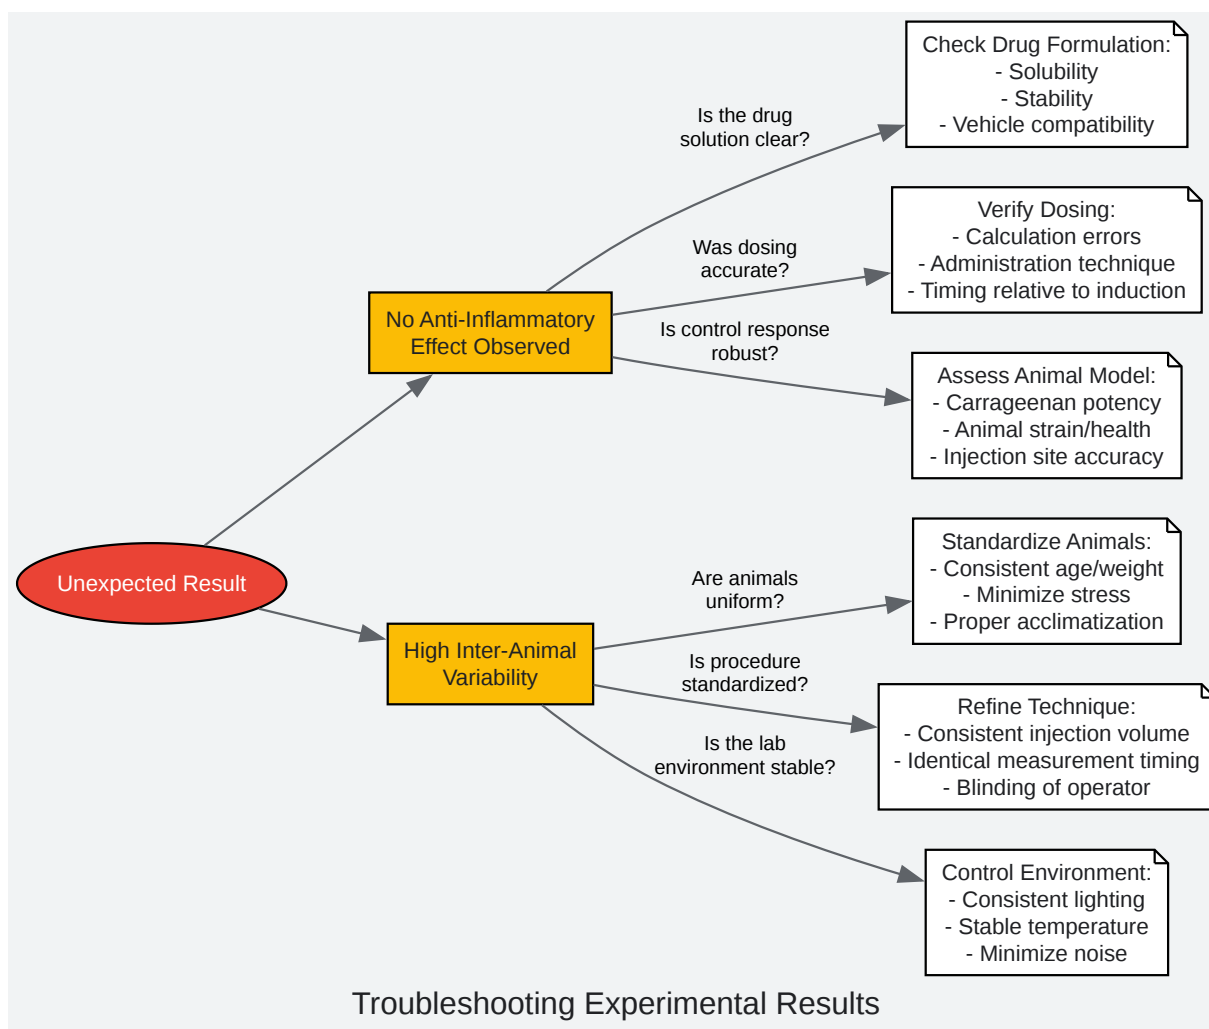 Check Drug Formulation:
- Solubility
- Stability
- Vehicle compatibility
Is the drug
solution clear?
Verify Dosing:
- Calculation errors
- Administration technique
- Timing relative to induction
Was dosing
accurate?
No Anti-Inflammatory
Effect Observed
Is control response
robust?
Assess Animal Model:
- Carrageenan potency
- Animal strain/health
- Injection site accuracy
Unexpected Result
Standardize Animals:
- Consistent age/weight
- Minimize stress
- Proper acclimatization
Are animals
uniform?
High Inter-Animal
Variability
Is procedure
standardized?
Refine Technique:
- Consistent injection volume
- Identical measurement timing
- Blinding of operator
Is the lab
environment stable?
Control Environment:
- Consistent lighting
- Stable temperature
- Minimize noise
Troubleshooting Experimental Results